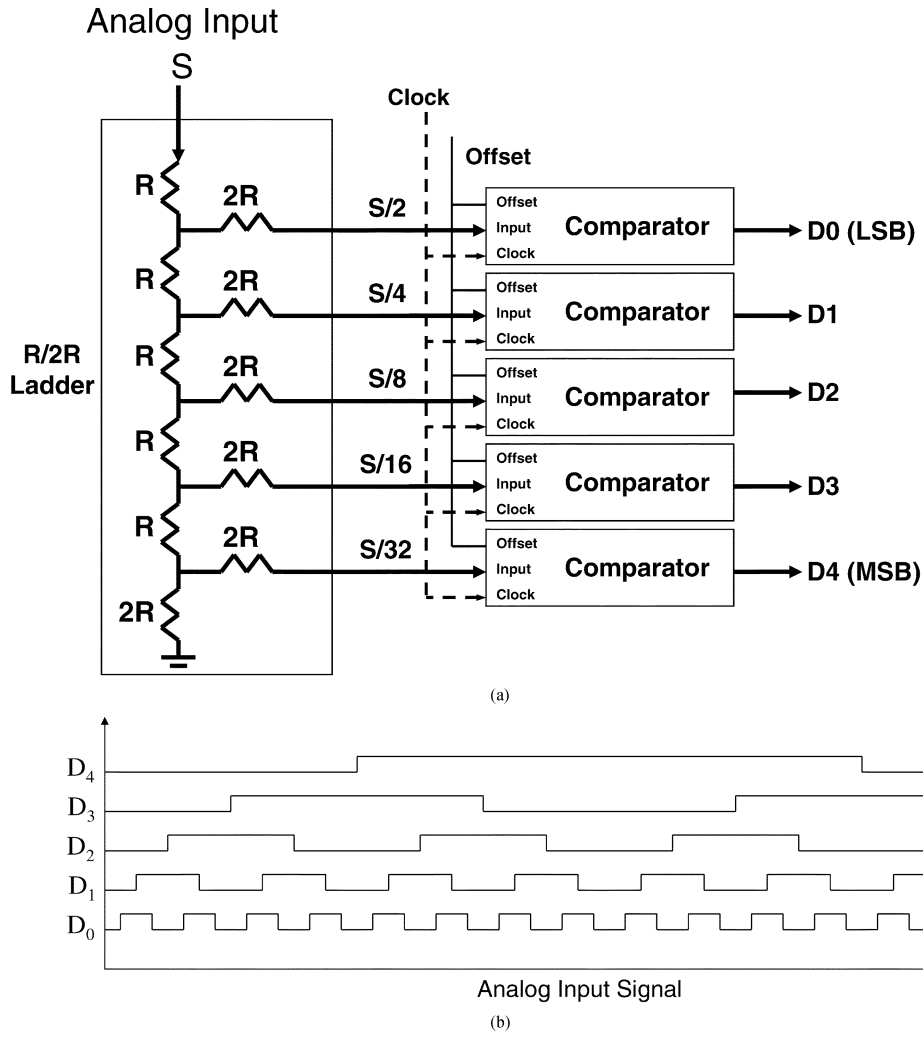 Analog Input
S
Clock
Offset
R
2R
S/2
Offset
Input
Clock
Comparator
D0 (LSB)
R
2R
S/4
Offset
Input
Clock
Comparator
D1
R/2R
Ladder
R
2R
S/8
Offset
Input
Clock
Comparator
D2
R
2R
S/16
Offset
Input
Clock
Comparator
D3
R
2R
S/32
Offset
Input
Clock
Comparator
D4 (MSB)
2R
(a)
D4
D3
D2
D1
D0
Analog Input Signal
(b)